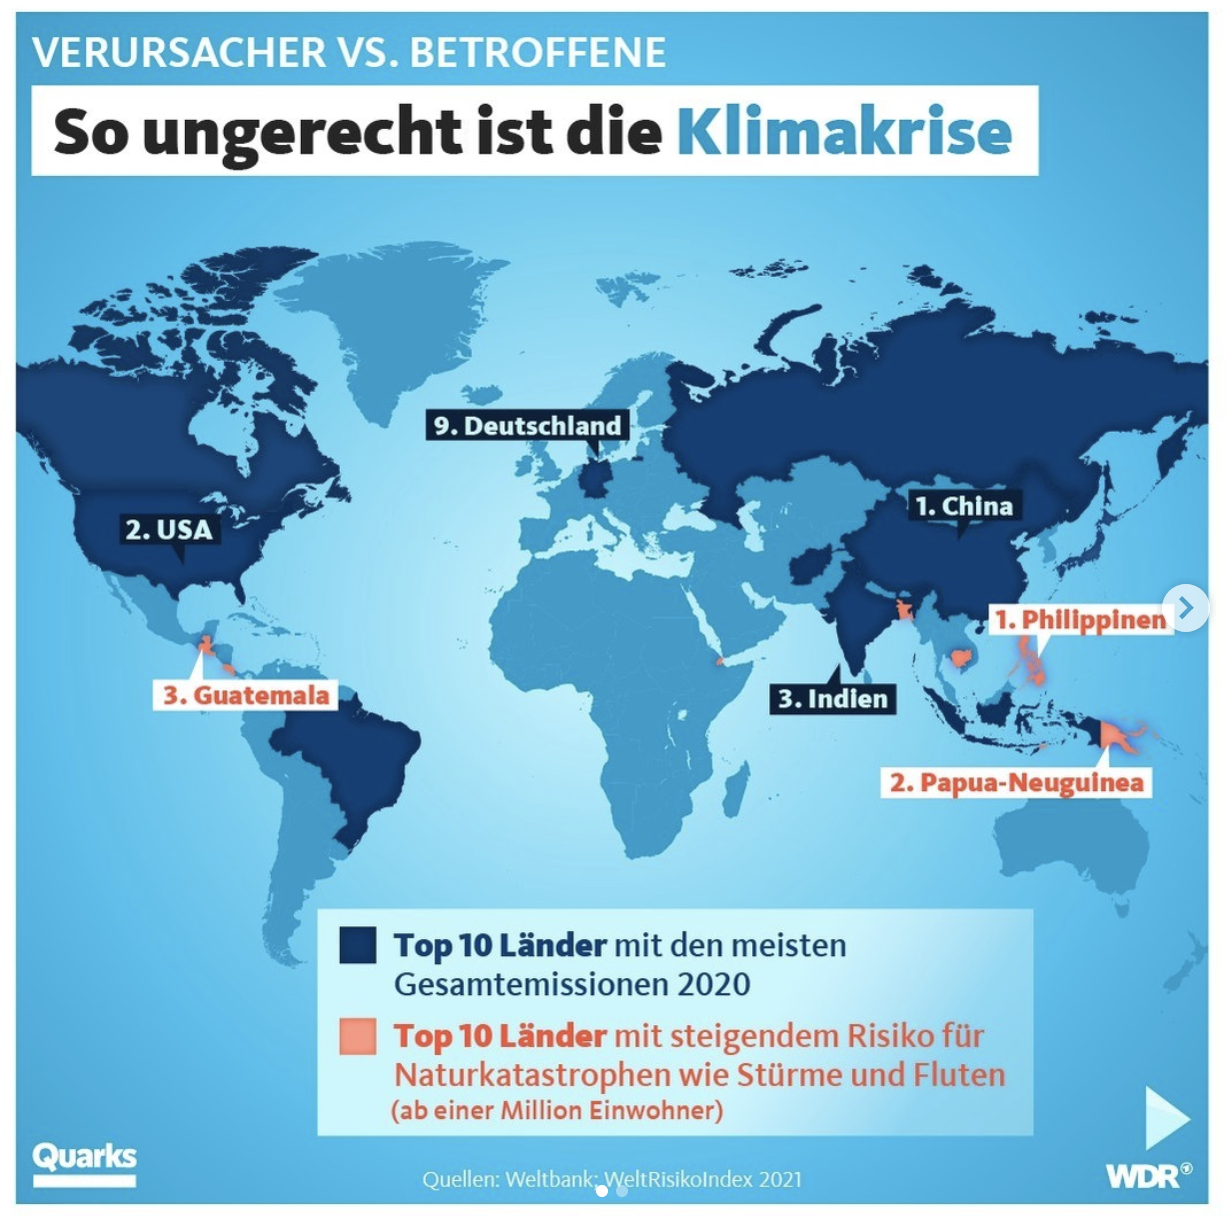 VERURSACHER VS. BETROFFENE
So ungerecht ist die Klimakrise
9. Deutschland
1. China
2. USA
1. Philippinen
3. Guatemala
3. Indien
2. Papua-Neuguinea
Top 10 Länder mit den meisten
Gesamtemissionen 2020
Top 10 Länder mit steigendem Risiko für
Naturkatastrophen wie Stürme und Fluten
(ab einer Million Einwohner)
Quarks
Quellen: Weltbank; WeltRisikoIndex 2021
WDR